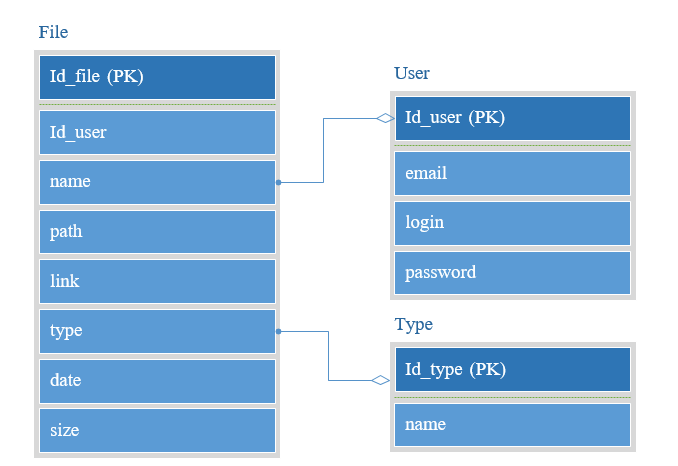 File
Id_file (PK)
Id_user
name
path
link
type
date
size
User
Id_user (PK)
email
login
password
Type
Id_type (PK)
name